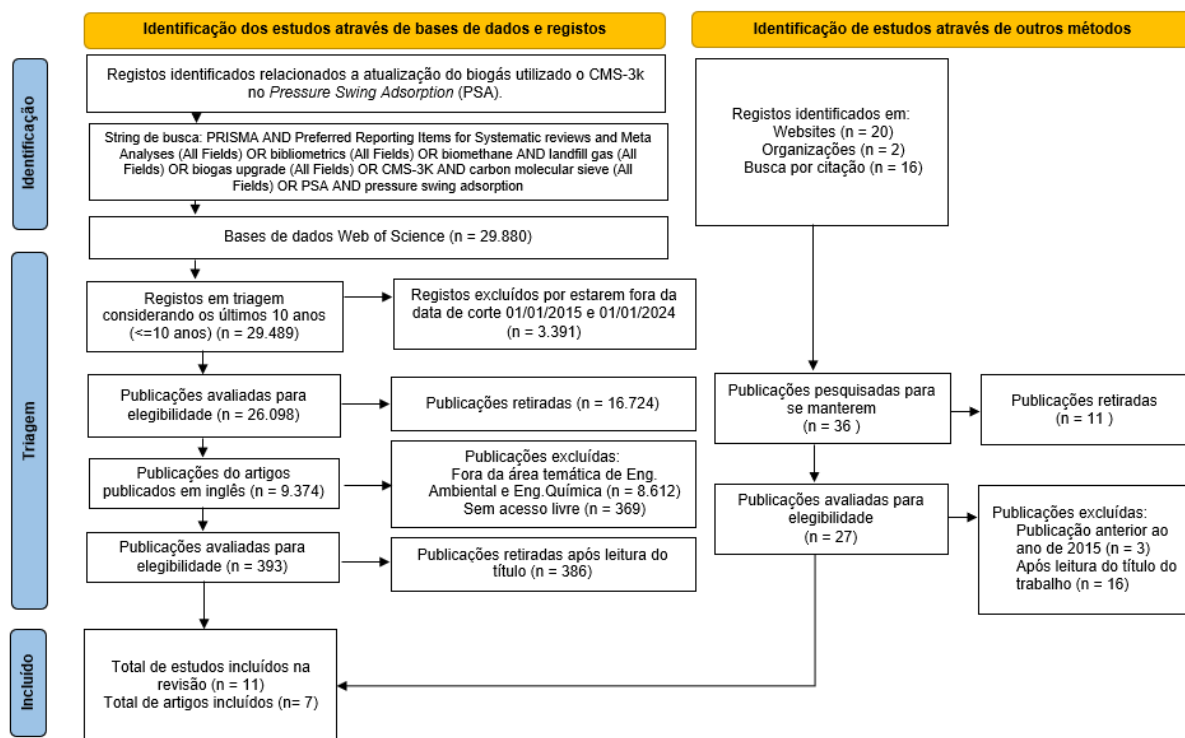 Identificação dos estudos através de bases de dados e registos
Identificação de estudos através de outros métodos
Identificação
Registos identificados relacionados a atualização do biogás utilizado o CMS-3k
no Pressure Swing Adsorption (PSA).
String de busca: PRISMA AND Preferred Reporting Items for Systematic reviews and Meta
Analyses (All Fields) OR bibliometrics (All Fields) OR biomethane AND landfill gas (All
Fields) OR biogas upgrade (All Fields) OR CMS-3K AND carbon molecular sieve (All
Fields) OR PSA AND pressure swing adsorption
Bases de dados Web of Science (n = 29.880)
Registos identificados em:
Websites (n = 20)
Organizações (n = 2)
Busca por citação (n = 16)
Triagem
Registos em triagem
considerando os últimos 10 anos
(<=10 anos) (n = 29.489)
Registos excluídos por estarem fora da
data de corte 01/01/2015 e 01/01/2024
(n = 3.391)
Publicações avaliadas para
elegibilidade (n = 26.098)
Publicações retiradas (n = 16.724)
Publicações do artigos
publicados em inglês (n = 9.374)
Publicações excluídas:
Fora da área temática de Eng.
Ambiental e Eng.Química (n = 8.612)
Sem acesso livre (n = 369)
Publicações avaliadas para
elegibilidade (n = 393)
Publicações retiradas após leitura do
título (n = 386)
Publicações pesquisadas para
se manterem
(n = 36 )
Publicações retiradas
(n = 11 )
Publicações avaliadas para
elegibilidade
(n = 27)
Publicações excluídas:
Publicação anterior ao
ano de 2015 (n = 3)
Após leitura do título do
trabalho (n = 16)
Incluído
Total de estudos incluídos na
revisão (n = 11)
Total de artigos incluídos (n= 7)